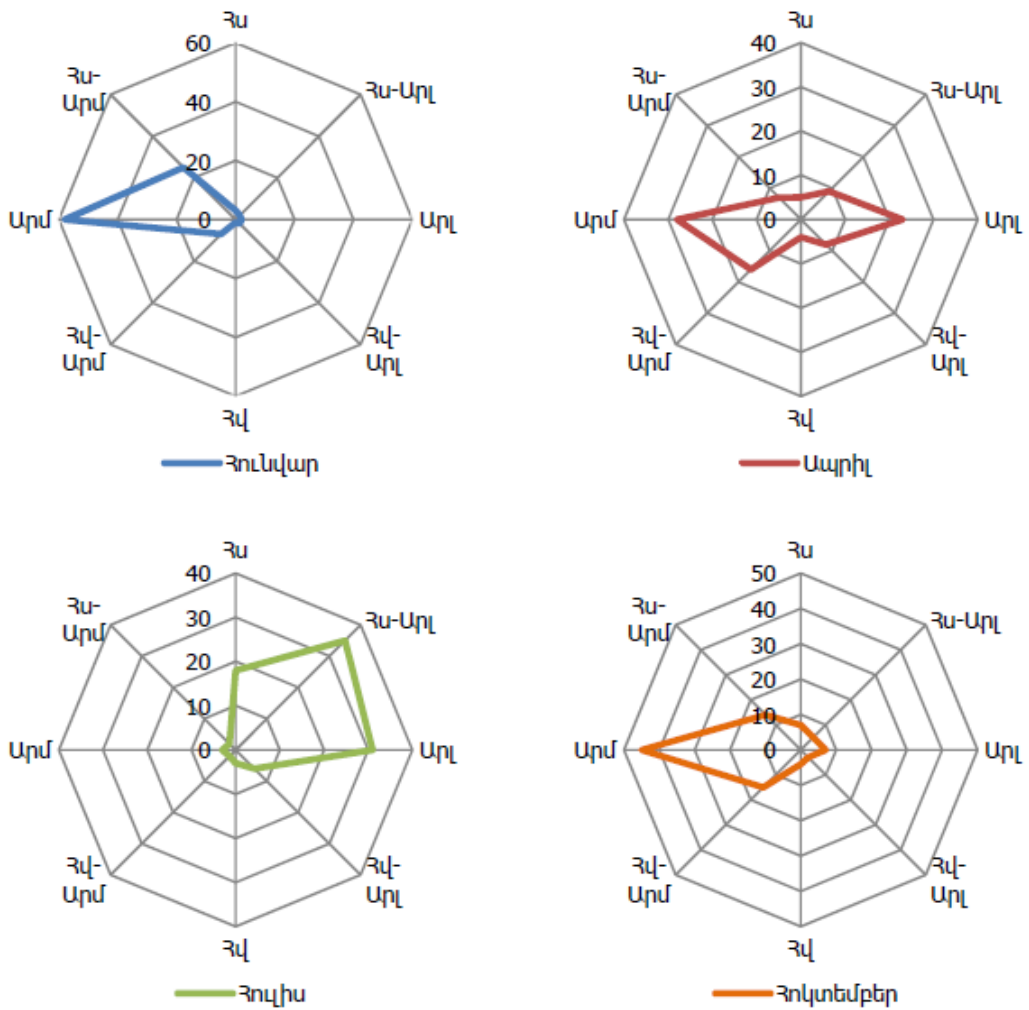 Հս
60
40
20
0
Հս-Արլ
Արլ
Հվ-
Արլ
Հվ
Հվ-
Արմ
Արմ
Հս-
Արմ
Հունվար
Հս
40
30
20
10
0
Հս-Արլ
Արլ
Հվ-
Արլ
Հվ
Հվ-
Արմ
Արմ
Հս-
Արմ
Ապրիլ
Հս
40
30
20
10
0
Հս-Արլ
Արլ
Հվ-
Արլ
Հվ
Հվ-
Արմ
Արմ
Հս-
Արմ
Հուլիս
Հս
50
40
30
20
10
0
Հս-Արլ
Արլ
Հվ-
Արլ
Հվ
Հվ-
Արմ
Արմ
Հս-
Արմ
Հոկտեմբեր